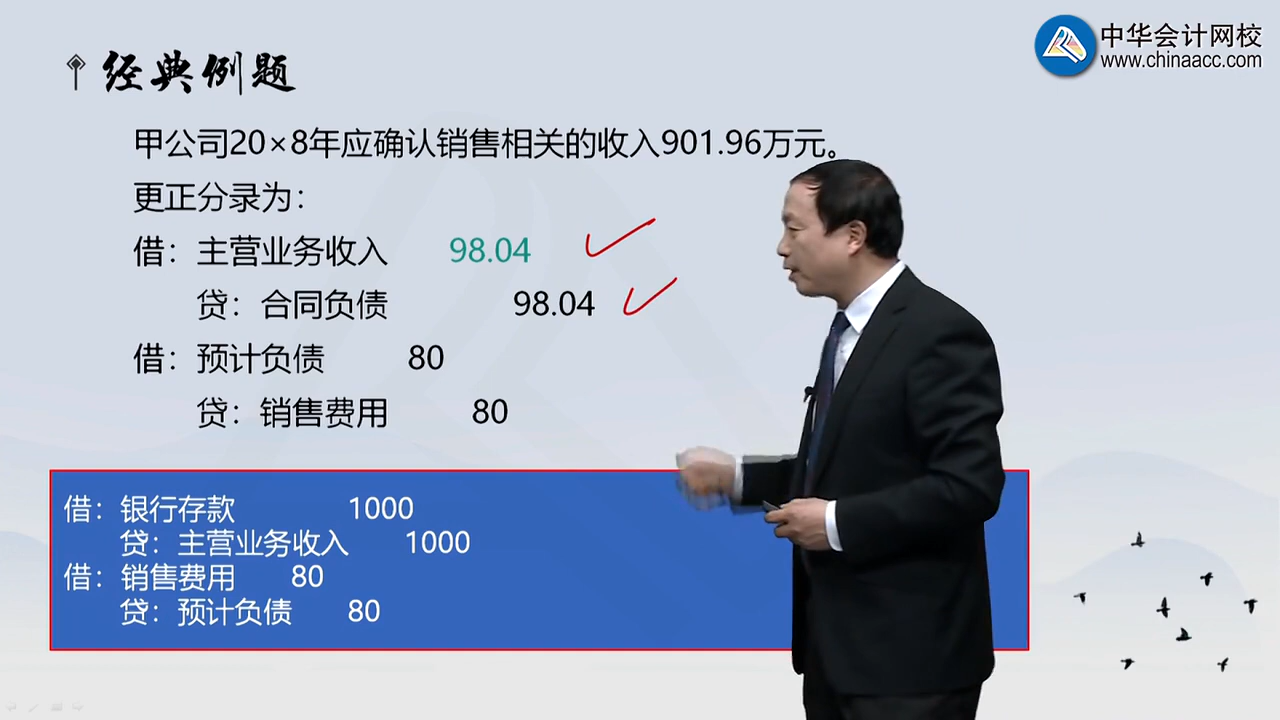 经典例题
中华会计网校
www.chinaacc.com
甲公司20×8年应确认销售相关的收入901.96万元。
更正分录为：
借：主营业务收入 98.04
贷：合同负债 98.04
借：预计负债 80
贷：销售费用 80
借：银行存款 1000
贷：主营业务收入 1000
借：销售费用 80
贷：预计负债 80